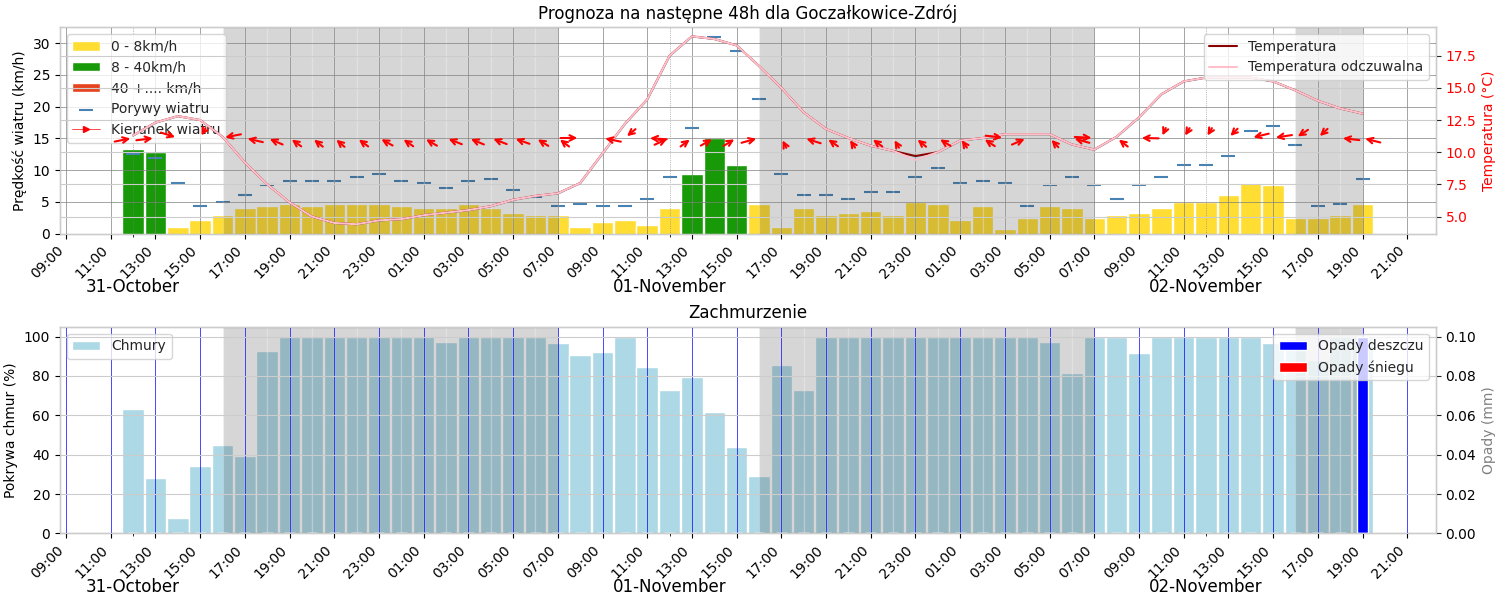 Prognoza na następne 48h dla Goczałkowice-Zdrój
Prędkość wiatru (km/h)
30
25
20
15
10
5
0
0 - 8km/h
8 - 40km/h
40 +.... km/h
Porywy wiatru
Kierunek wiatru
Temperatura
Temperatura odczuwalna
17.5
15.0
12.5
10.0
7.5
5.0
Temperatura (°C)
09:00 11:00 13:00 15:00 17:00 19:00 21:00 23:00 01:00 03:00 05:00 07:00 09:00 11:00 13:00 15:00 17:00 19:00 21:00 23:00 01:00 03:00 05:00 07:00 09:00 11:00 13:00 15:00 17:00 19:00 21:00
31-October 01-November 02-November
Zachmurzenie
Pokrywa chmur (%)
100
80
60
40
20
0
Chmury
Opady deszczu
Opady śniegu
0.10
0.08
0.06
0.04
0.02
0.00
Opady (mm)
09:00 11:00 13:00 15:00 17:00 19:00 21:00 23:00 01:00 03:00 05:00 07:00 09:00 11:00 13:00 15:00 17:00 19:00 21:00 23:00 01:00 03:00 05:00 07:00 09:00 11:00 13:00 15:00 17:00 19:00 21:00
31-October 01-November 02-November